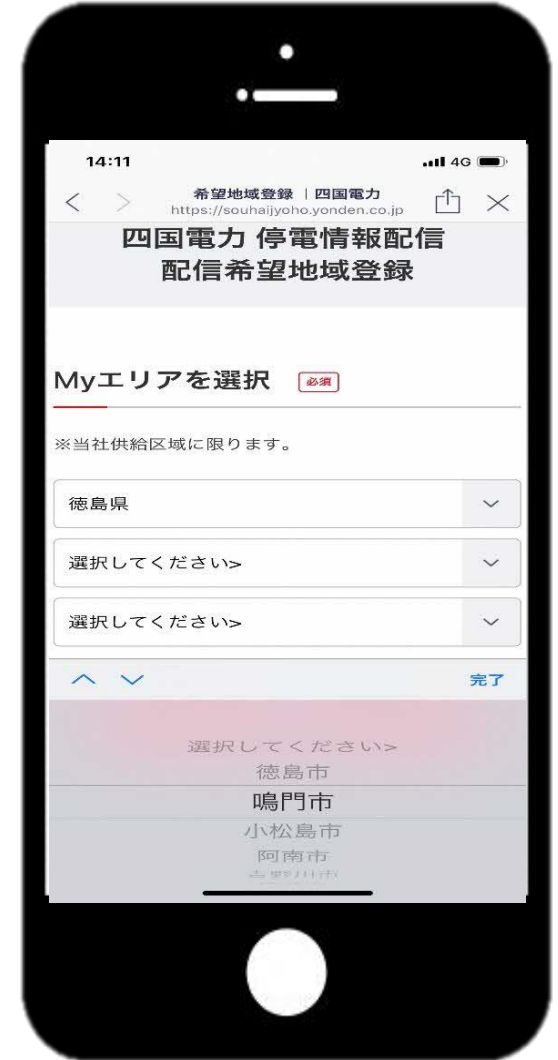 14:11
4G
希望地域登録 | 四国電力
https://souhaijyoho.yonden.co.jp
四国電力 停電情報配信
配信希望地域登録
Myエリアを選択 必須
※当社供給区域に限ります。
徳島県
選択してください>
選択してください>
完了
選択してください>
徳島市
鳴門市
小松島市
阿南市
吉野川市